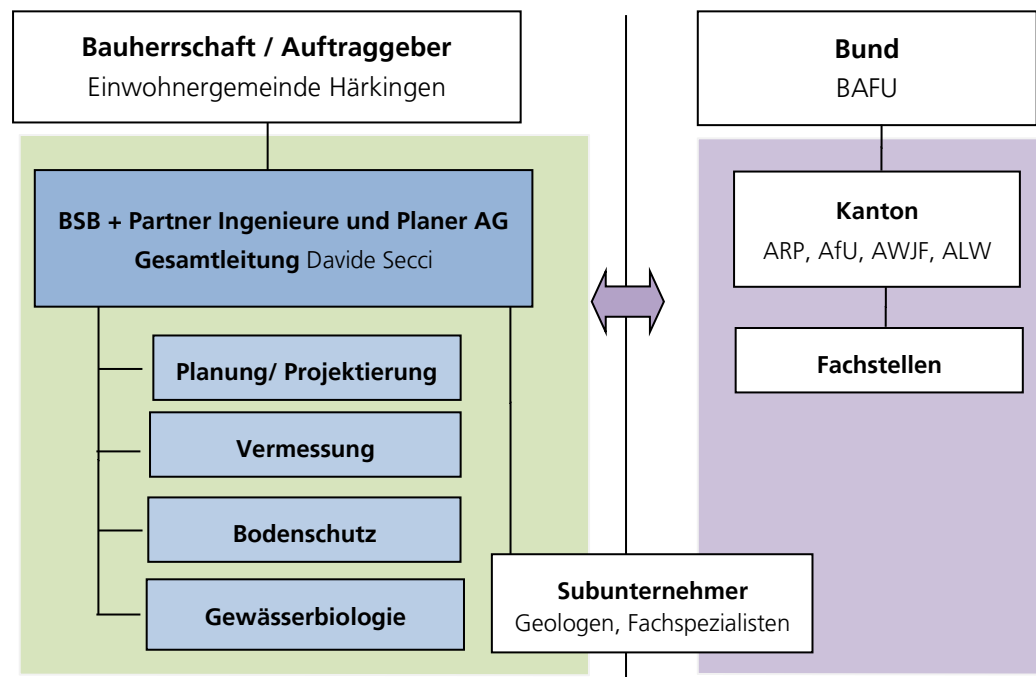 Bauherrschaft / Auftraggeber
Einwohnergemeinde Härkingen
BSB + Partner Ingenieure und Planer AG
Gesamtleitung Davide Secci
Planung/ Projektierung
Vermessung
Bodenschutz
Gewässerbiologie
Subunternehmer
Geologen, Fachspezialisten
Bund
BAFU
Kanton
ARP, AfU, AWJF, ALW
Fachstellen